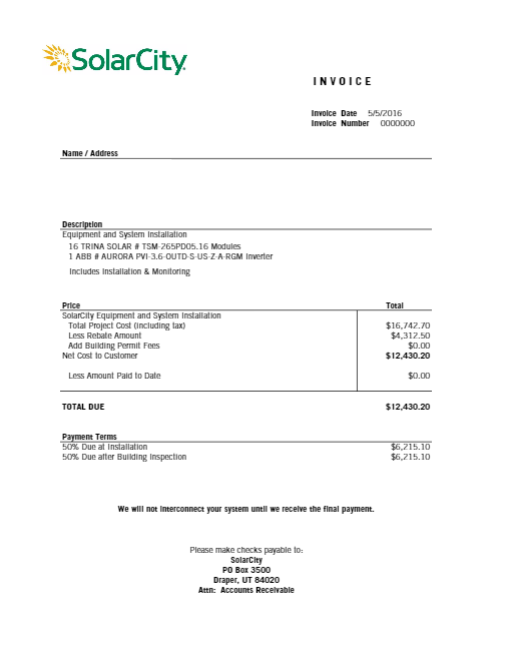 SolarCity
INVOICE
Invoice Date 5/5/2016
Invoice Number 0000000
Name / Address
Description
Equipment and System Installation
16 TRINA SOLAR # TSM-265PD05.16 Modules
1 ABB # AURORA PVI-3.6-OUTD-S-US-Z-A-RGM Inverter
Includes Installation & Monitoring
Price Total
SolarCity Equipment and System Installation
Total Project Cost (including tax) $16,742.70
Less Rebate Amount $4,312.50
Add Building Permit Fees $0.00
Net Cost to Customer $12,430.20
Less Amount Paid to Date $0.00
TOTAL DUE $12,430.20
Payment Terms
50% Due at Installation $6,215.10
50% Due after Building Inspection $6,215.10
We will not interconnect your system until we receive the final payment.
Please make checks payable to:
SolarCity
PO Box 3500
Draper, UT 84020
Attn: Accounts Receivable